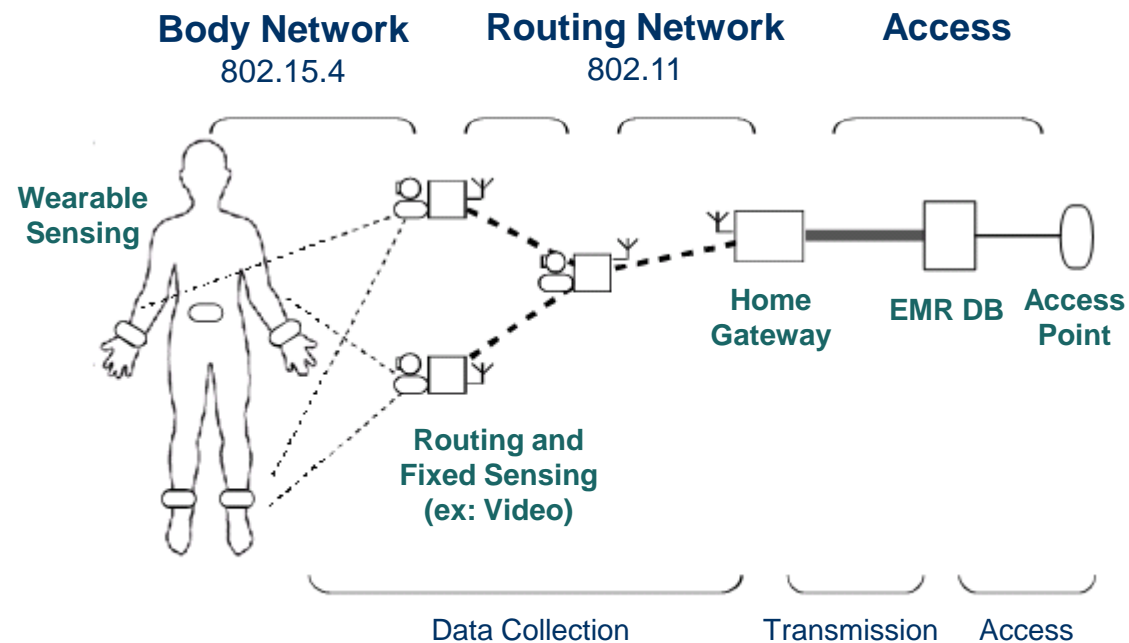 Body Network
802.15.4
Routing Network
802.11
Access
Wearable
Sensing
Home
Gateway
EMR DB
Access
Point
Routing and
Fixed Sensing
(ex: Video)
Data Collection
Transmission
Access